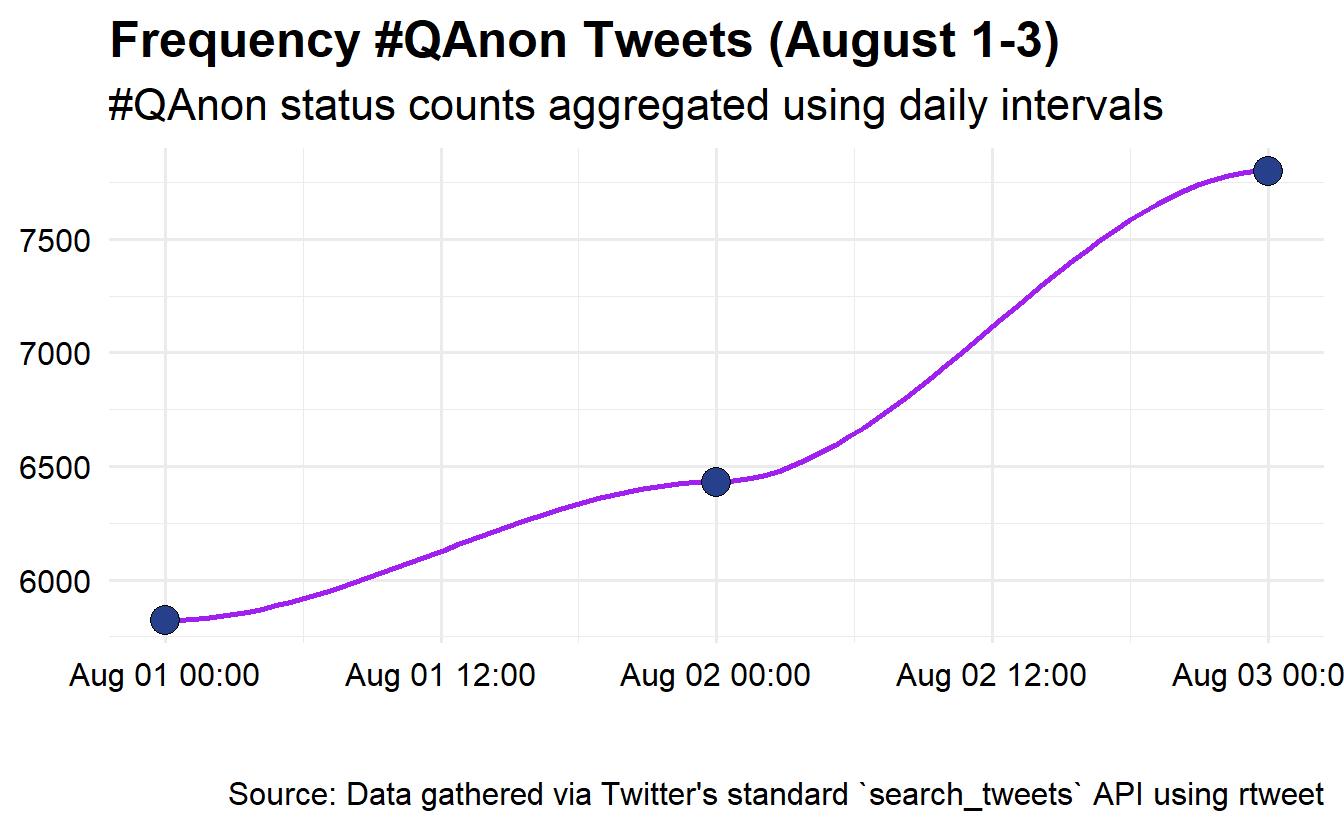 Frequency #QAnon Tweets (August 1-3)
#QAnon status counts aggregated using daily intervals
7500
7000
6500
6000
Aug 01 00:00 Aug 01 12:00 Aug 02 00:00 Aug 02 12:00 Aug 03 00:0
Source: Data gathered via Twitter's standard `search_tweets` API using rtweet